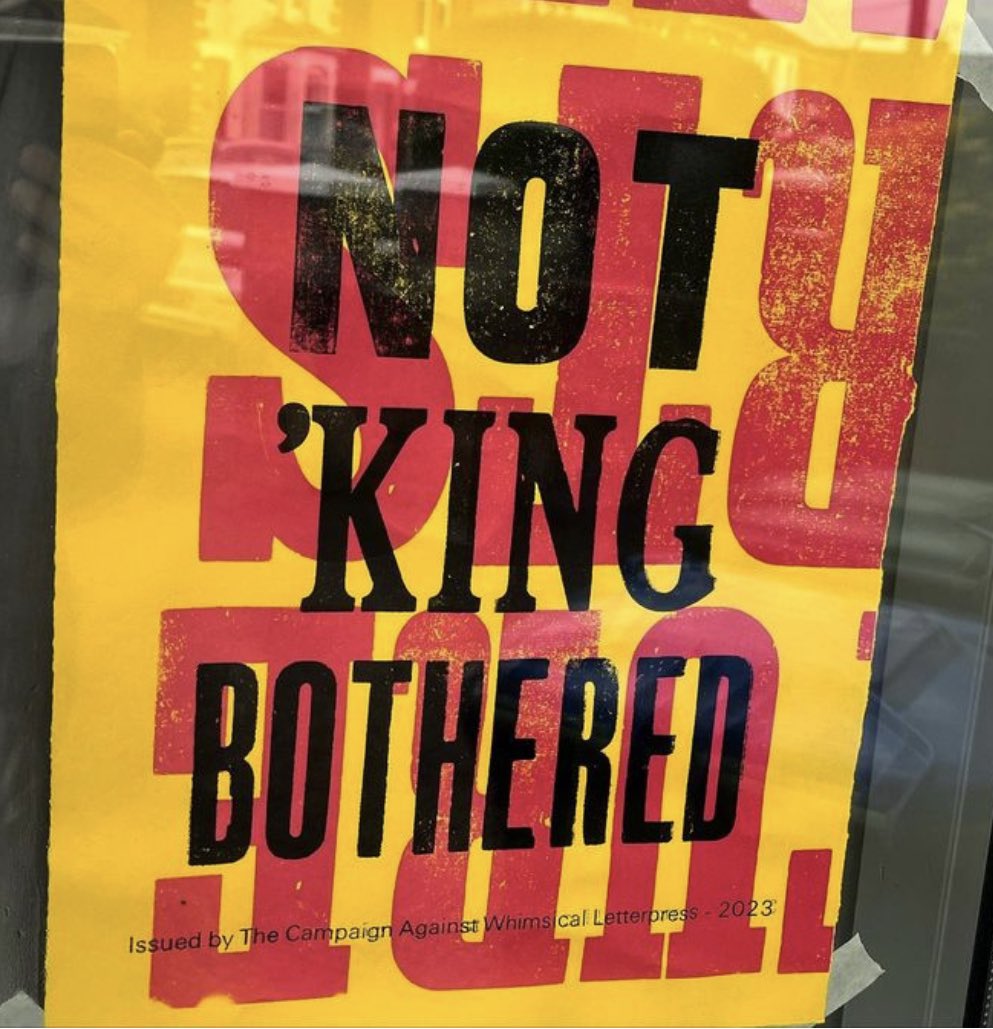 NOT
’KING
BOTHERED
Issued by The Campaign Against Whimsical Letterpress - 2023